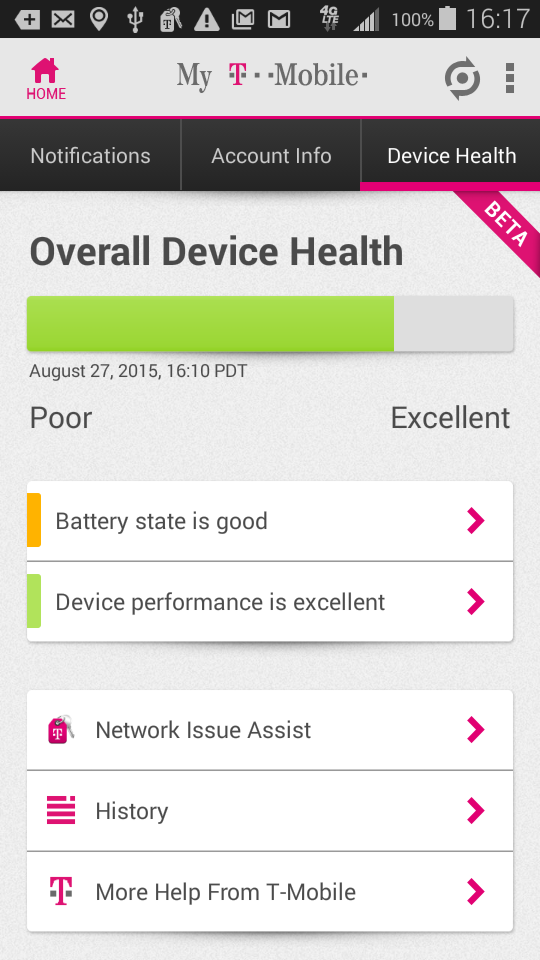 4G LTE 100% 16:17
HOME
My T-Mobile
Notifications
Account Info
Device Health
BETA
Overall Device Health
August 27, 2015, 16:10 PDT
Poor
Excellent
Battery state is good
Device performance is excellent
T
Network Issue Assist
History
T
More Help From T-Mobile